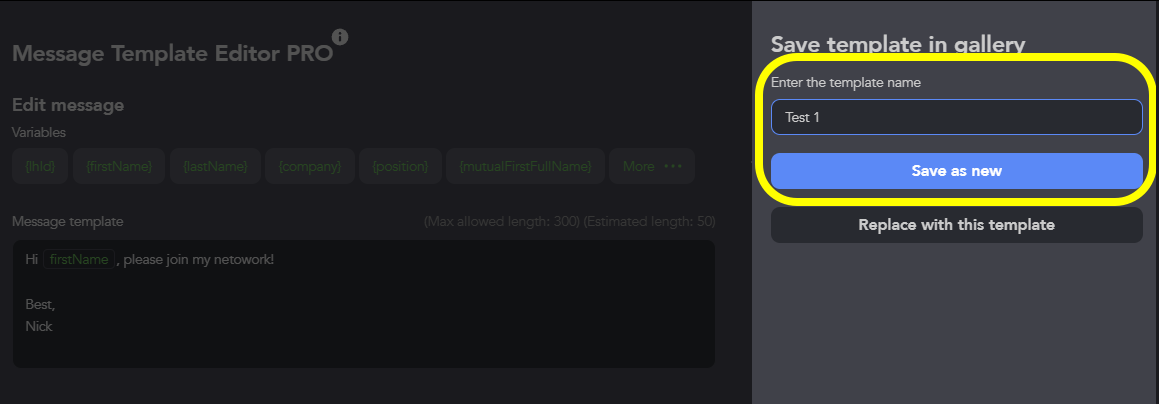 Message Template Editor PRO
Edit message
Variables
{lhId} {firstName} {lastName} {company} {position} {mutualFirstFullName} More ...
Message template (Max allowed length: 300) (Estimated length: 50)
Hi firstName , please join my netowork!
Best,
Nick
Save template in gallery
Enter the template name
Test 1
Save as new
Replace with this template